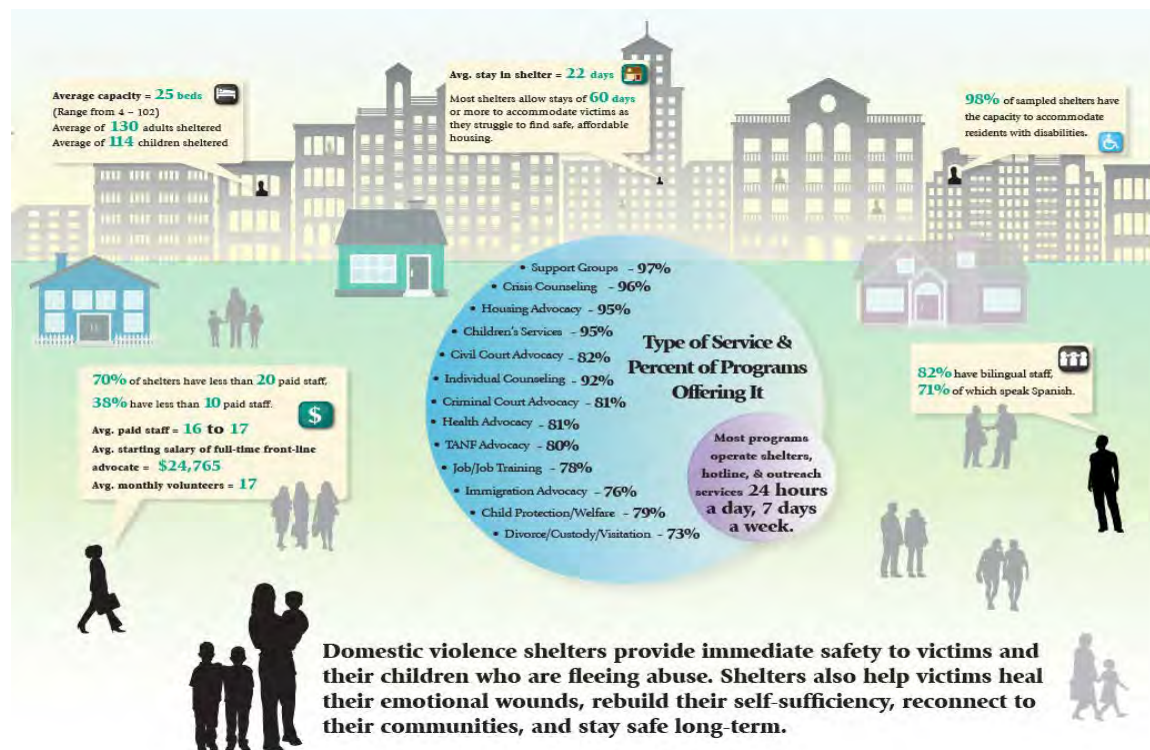 Average capacity = 25 beds
(Range from 4 – 102)
Average of 130 adults sheltered
Average of 114 children sheltered
Avg. stay in shelter = 22 days
Most shelters allow stays of 60 days
or more to accommodate victims as
they struggle to find safe, affordable
housing.
98% of sampled shelters have
the capacity to accommodate
residents with disabilities.
• Support Groups - 97%
• Crisis Counseling - 96%
• Housing Advocacy - 95%
• Children's Services - 95%
• Civil Court Advocacy - 82%
• Individual Counseling - 92%
• Criminal Court Advocacy - 81%
• Health Advocacy - 81%
• TANF Advocacy - 80%
• Job/Job Training - 78%
• Immigration Advocacy - 76%
• Child Protection/Welfare - 79%
• Divorce/Custody/Visitation - 73%
Type of Service &
Percent of Programs
Offering It
Most programs
operate shelters,
hotline, & outreach
services 24 hours
a day, 7 days
a week.
70% of shelters have less than 20 paid staff.
38% have less than 10 paid staff.
$
Avg. paid staff = 16 to 17
Avg. starting salary of full-time front-line
advocate = $24,765
Avg. monthly volunteers = 17
82% have bilingual staff,
71% of which speak Spanish.
Domestic violence shelters provide immediate safety to victims and
their children who are fleeing abuse. Shelters also help victims heal
their emotional wounds, rebuild their self-sufficiency, reconnect to
their communities, and stay safe long-term.